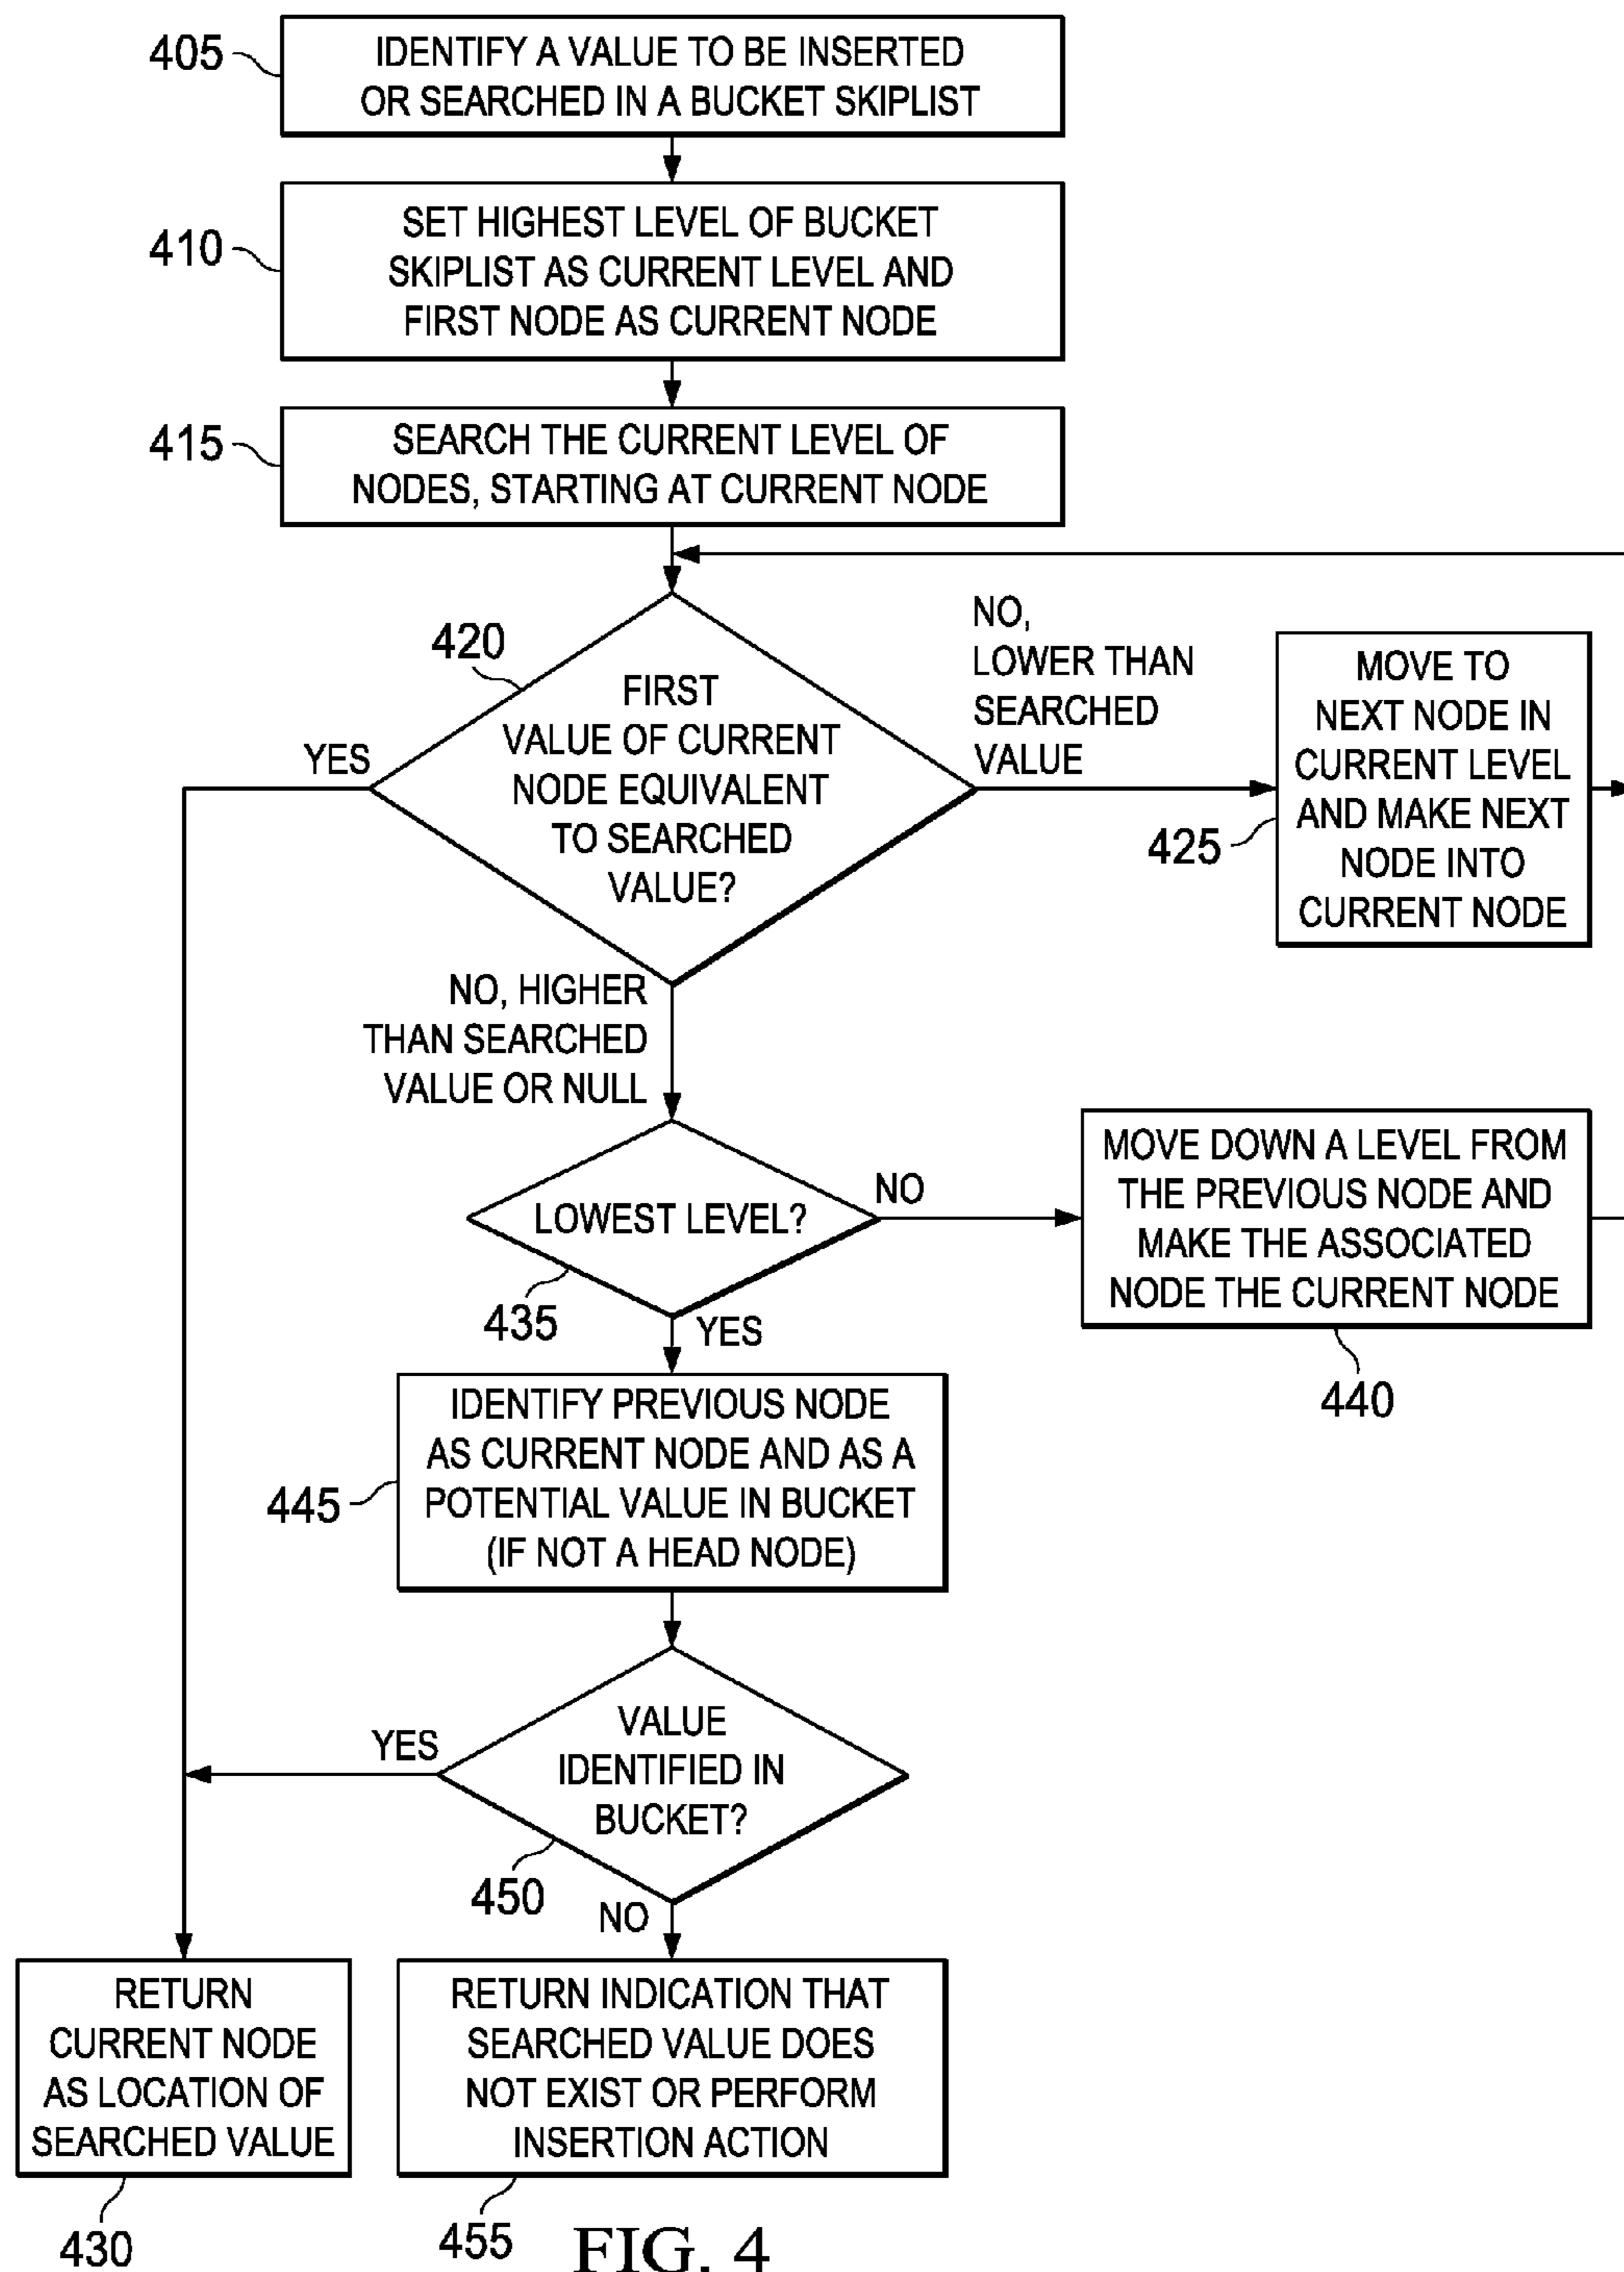 405
IDENTIFY A VALUE TO BE INSERTED
OR SEARCHED IN A BUCKET SKIPLIST
410
SET HIGHEST LEVEL OF BUCKET
SKIPLIST AS CURRENT LEVEL AND
FIRST NODE AS CURRENT NODE
415
SEARCH THE CURRENT LEVEL OF
NODES, STARTING AT CURRENT NODE
420
FIRST
VALUE OF CURRENT
NODE EQUIVALENT
TO SEARCHED
VALUE?
YES
NO,
LOWER THAN
SEARCHED
VALUE
MOVE TO
NEXT NODE IN
CURRENT LEVEL
AND MAKE NEXT
NODE INTO
CURRENT NODE
425
NO, HIGHER
THAN SEARCHED
VALUE OR NULL
LOWEST LEVEL?
435
NO
MOVE DOWN A LEVEL FROM
THE PREVIOUS NODE AND
MAKE THE ASSOCIATED
NODE THE CURRENT NODE
440
YES
445
IDENTIFY PREVIOUS NODE
AS CURRENT NODE AND AS A
POTENTIAL VALUE IN BUCKET
(IF NOT A HEAD NODE)
VALUE
IDENTIFIED IN
BUCKET?
YES
450
NO
RETURN
CURRENT NODE
AS LOCATION OF
SEARCHED VALUE
430
RETURN INDICATION THAT
SEARCHED VALUE DOES
NOT EXIST OR PERFORM
INSERTION ACTION
455
FIG. 4